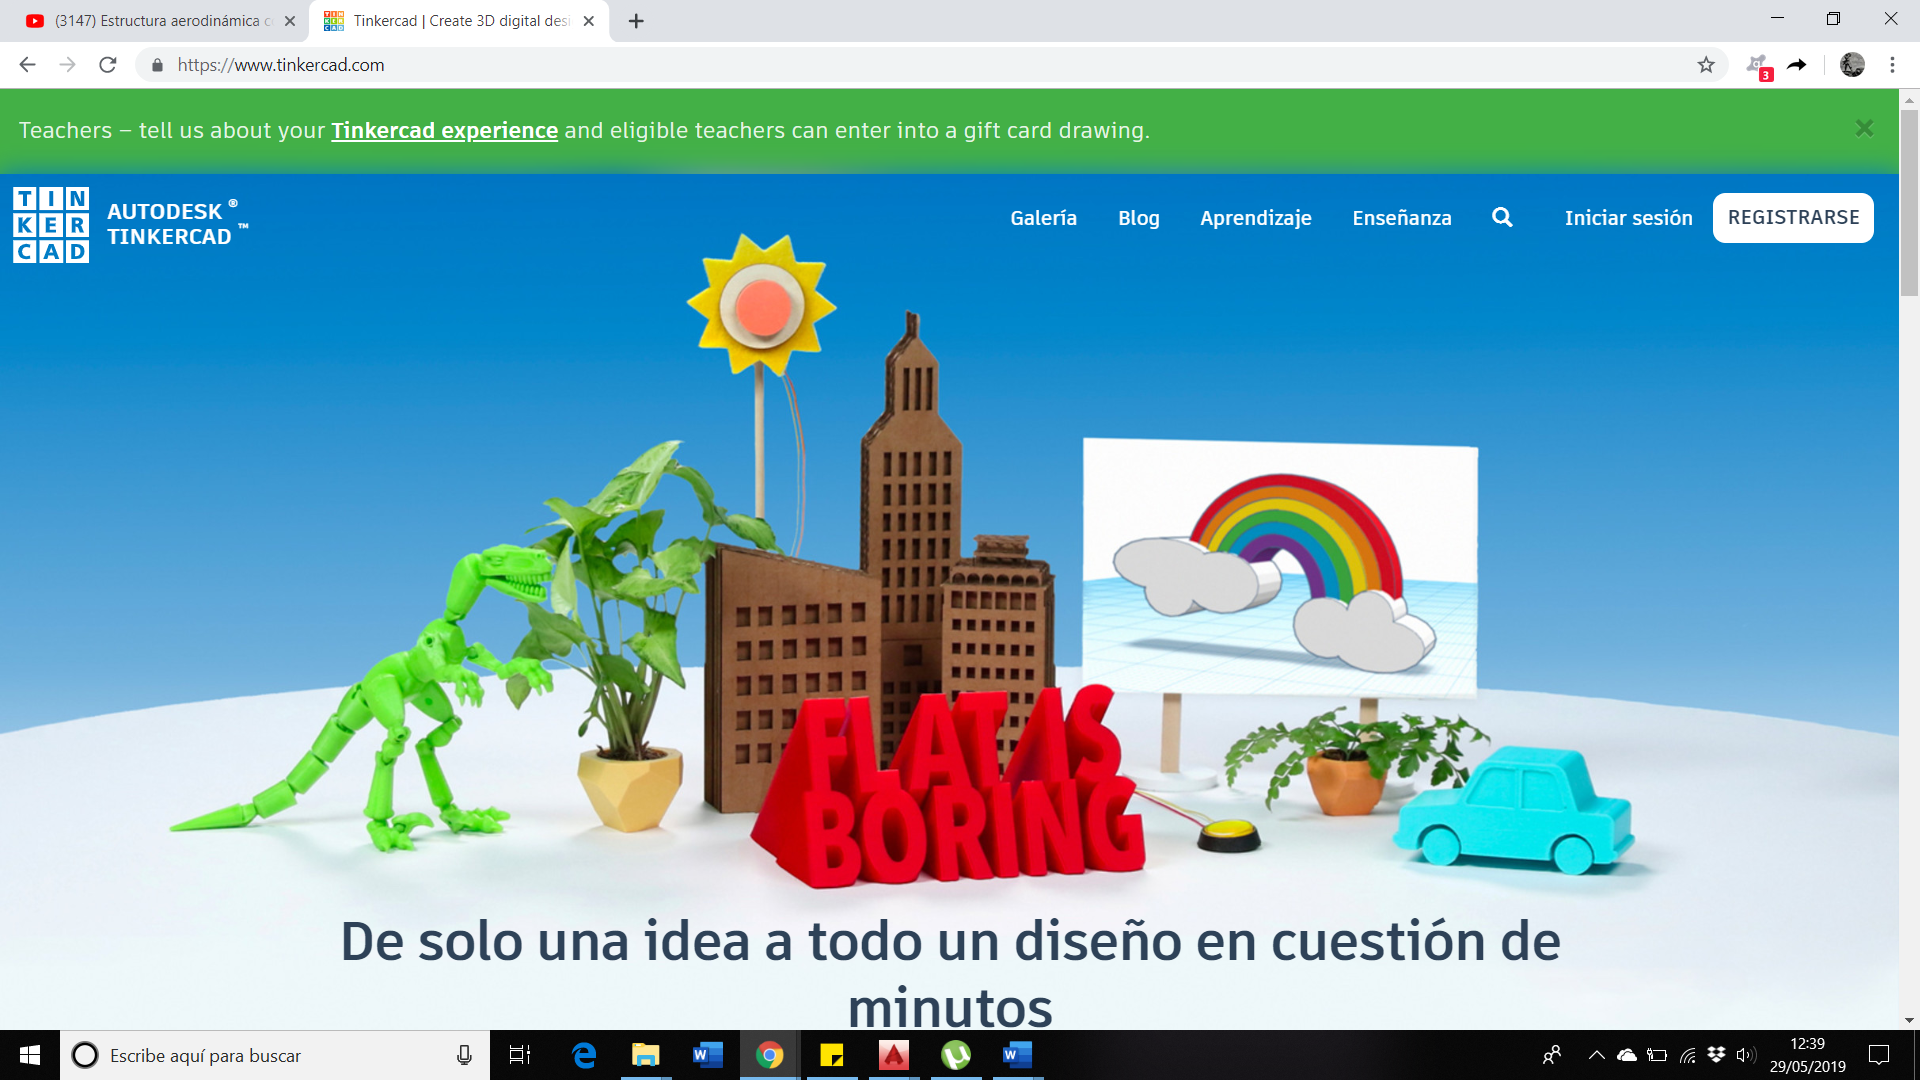 (3147) Estructura aerodinámica c
Tinkercad | Create 3D digital desi
https://www.tinkercad.com
3
Teachers – tell us about your Tinkercad experience and eligible teachers can enter into a gift card drawing.
TIN
KER
CAD
AUTODESK ®
TINKERCAD ™
Galería
Blog
Aprendizaje
Enseñanza
Iniciar sesión
REGISTRARSE
FLAT IS
BORING
De solo una idea a todo un diseño en cuestión de
minutos
Escribe aquí para buscar
12:39
29/05/2019